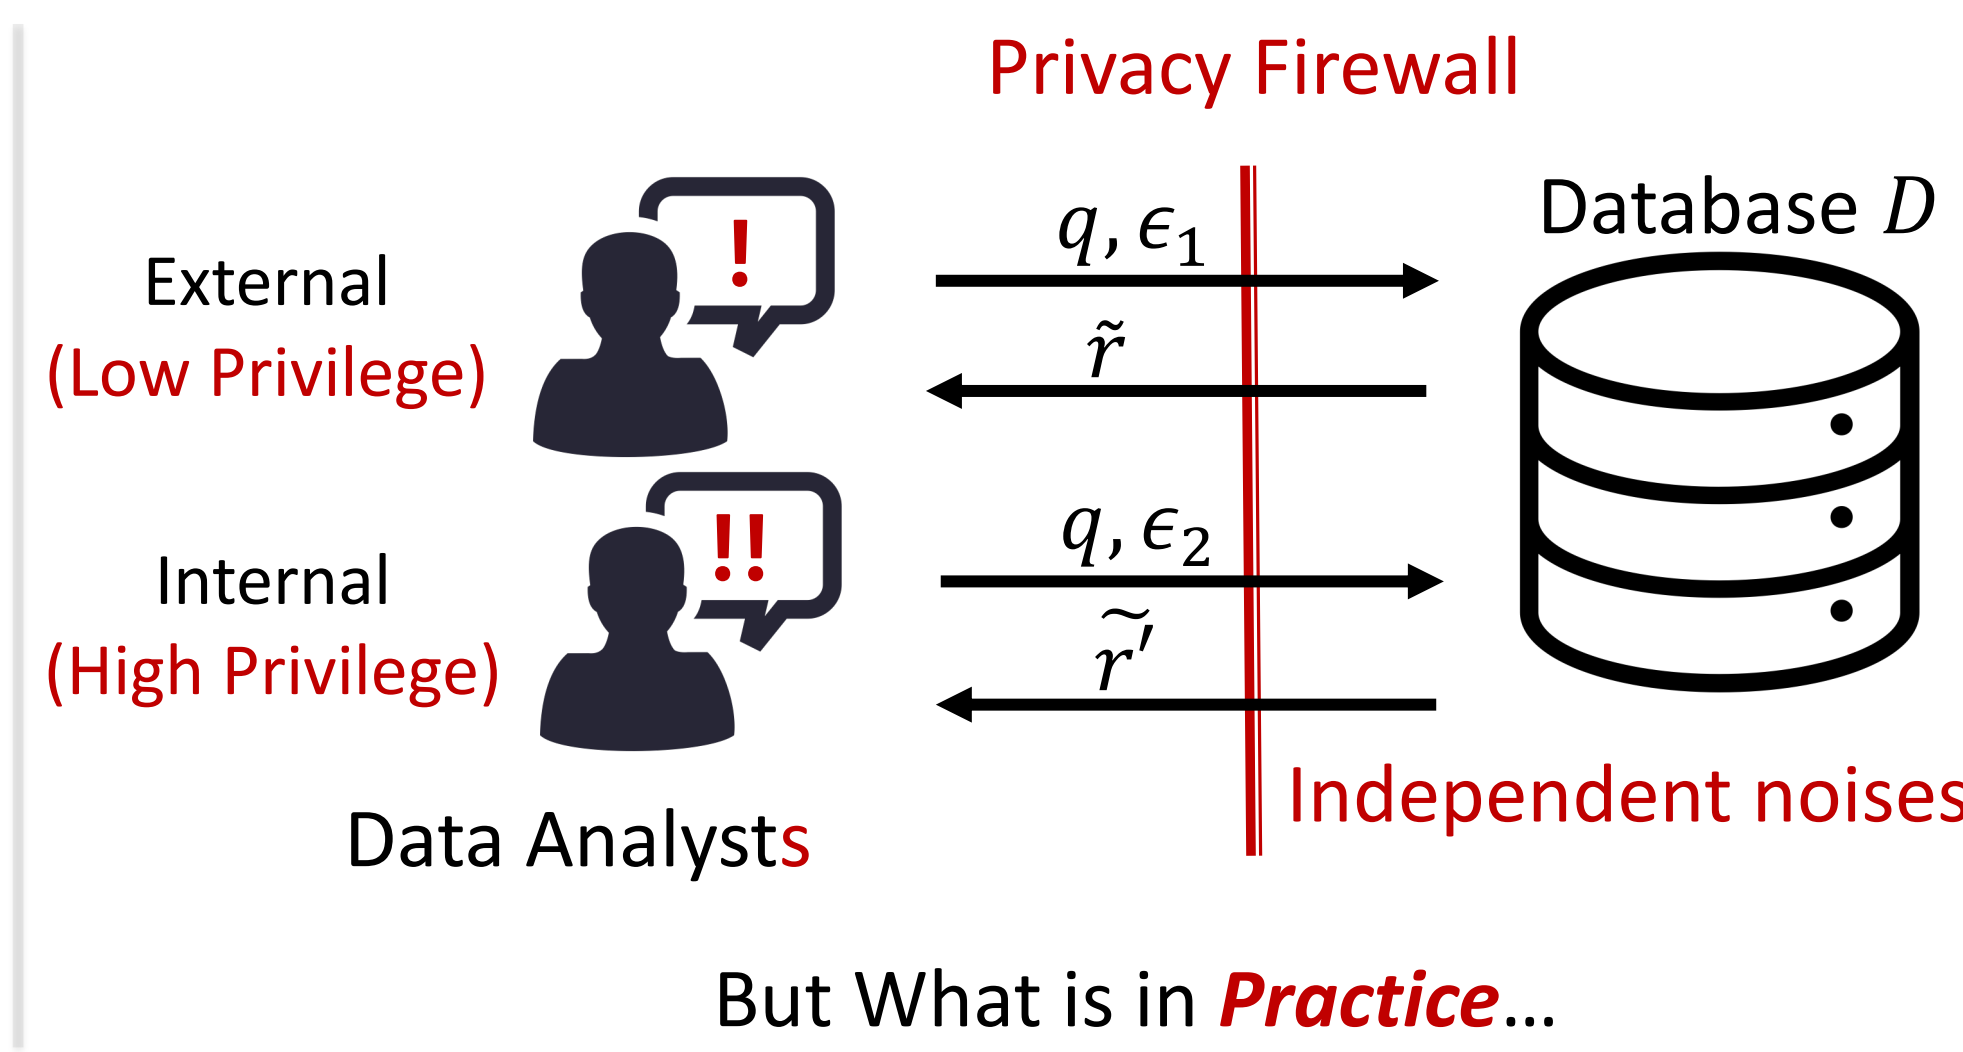 Privacy Firewall
Database D
External
(Low Privilege)
!
q, ϵ₁
r̃
Internal
(High Privilege)
!!
q, ϵ₂
r̃′
Independent noises
Data Analysts
But What is in Practice...